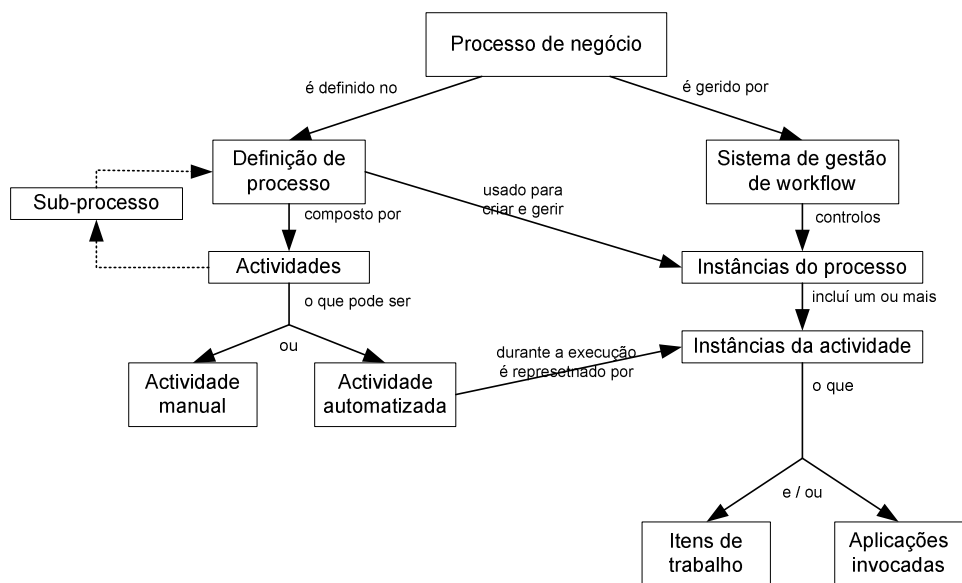 Processo de negócio
é definido no
é gerido por
Definição de
processo
Sistema de gestão
de workflow
Sub-processo
composto por
usado para
criar e gerir
controlos
Actividades
Instâncias do processo
o que pode ser
incluí um ou mais
ou
durante a execução
é represetnado por
Instâncias da actividade
Actividade
manual
Actividade
automatizada
o que
e / ou
Itens de
trabalho
Aplicações
invocadas